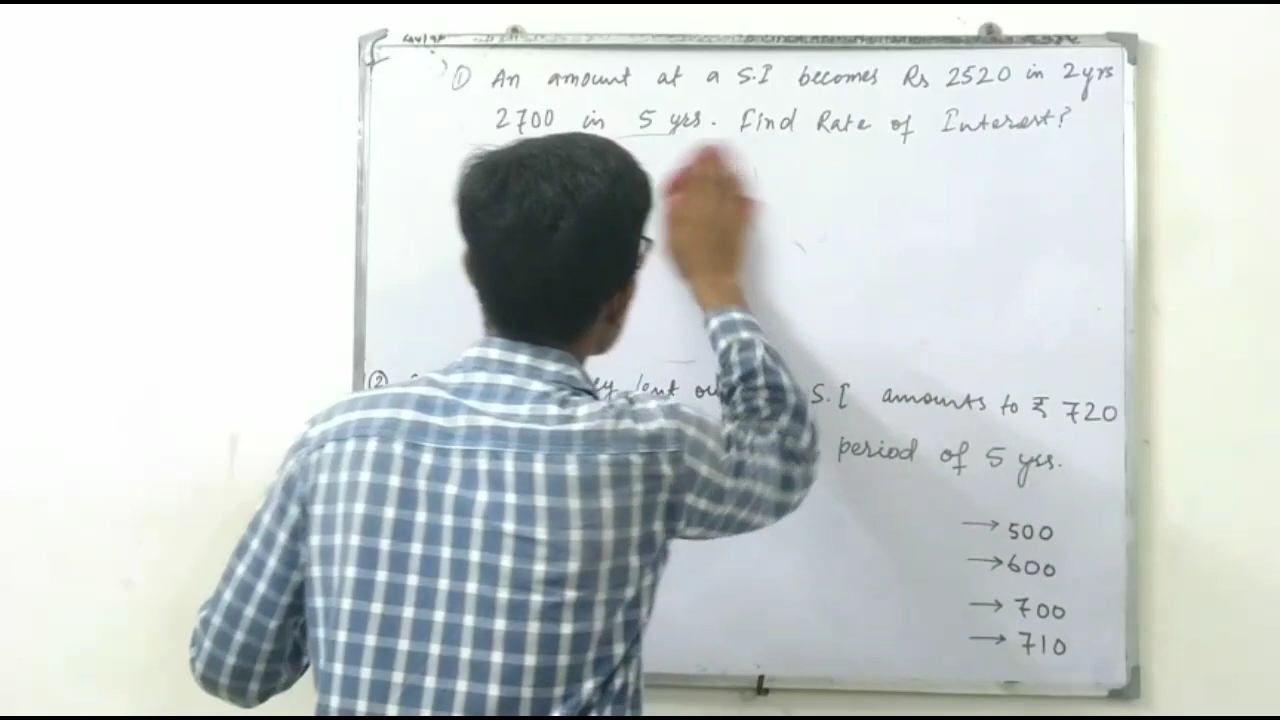 ① An amount at a S.I becomes Rs 2520 in 2yrs
2700 in 5 yrs. Find Rate of Interest?
② lent S.I amounts to ₹ 720
period of 5 yrs.
→ 500
→ 600
→ 700
→ 710